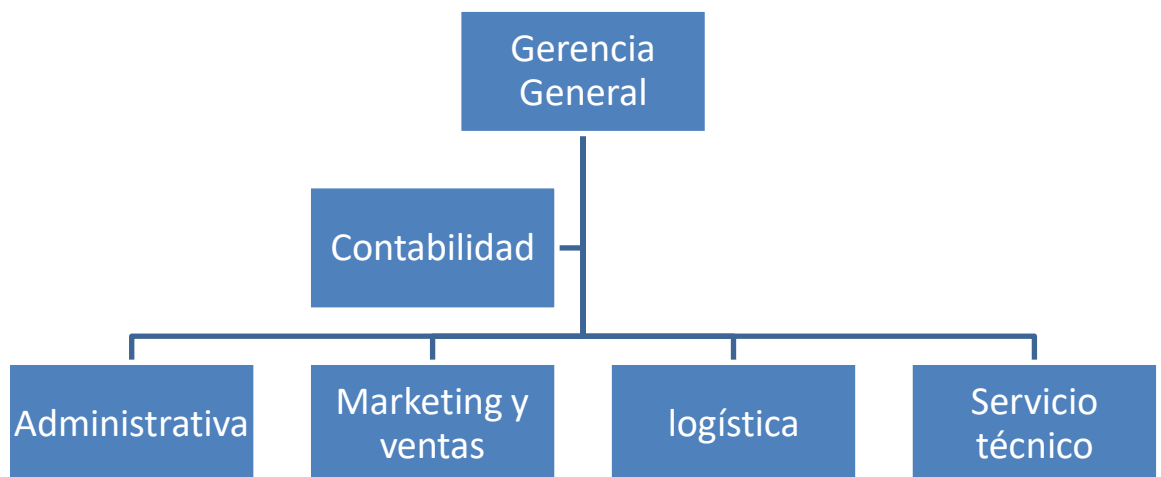 Gerencia
General
Contabilidad
Administrativa
Marketing y
ventas
logística
Servicio
técnico